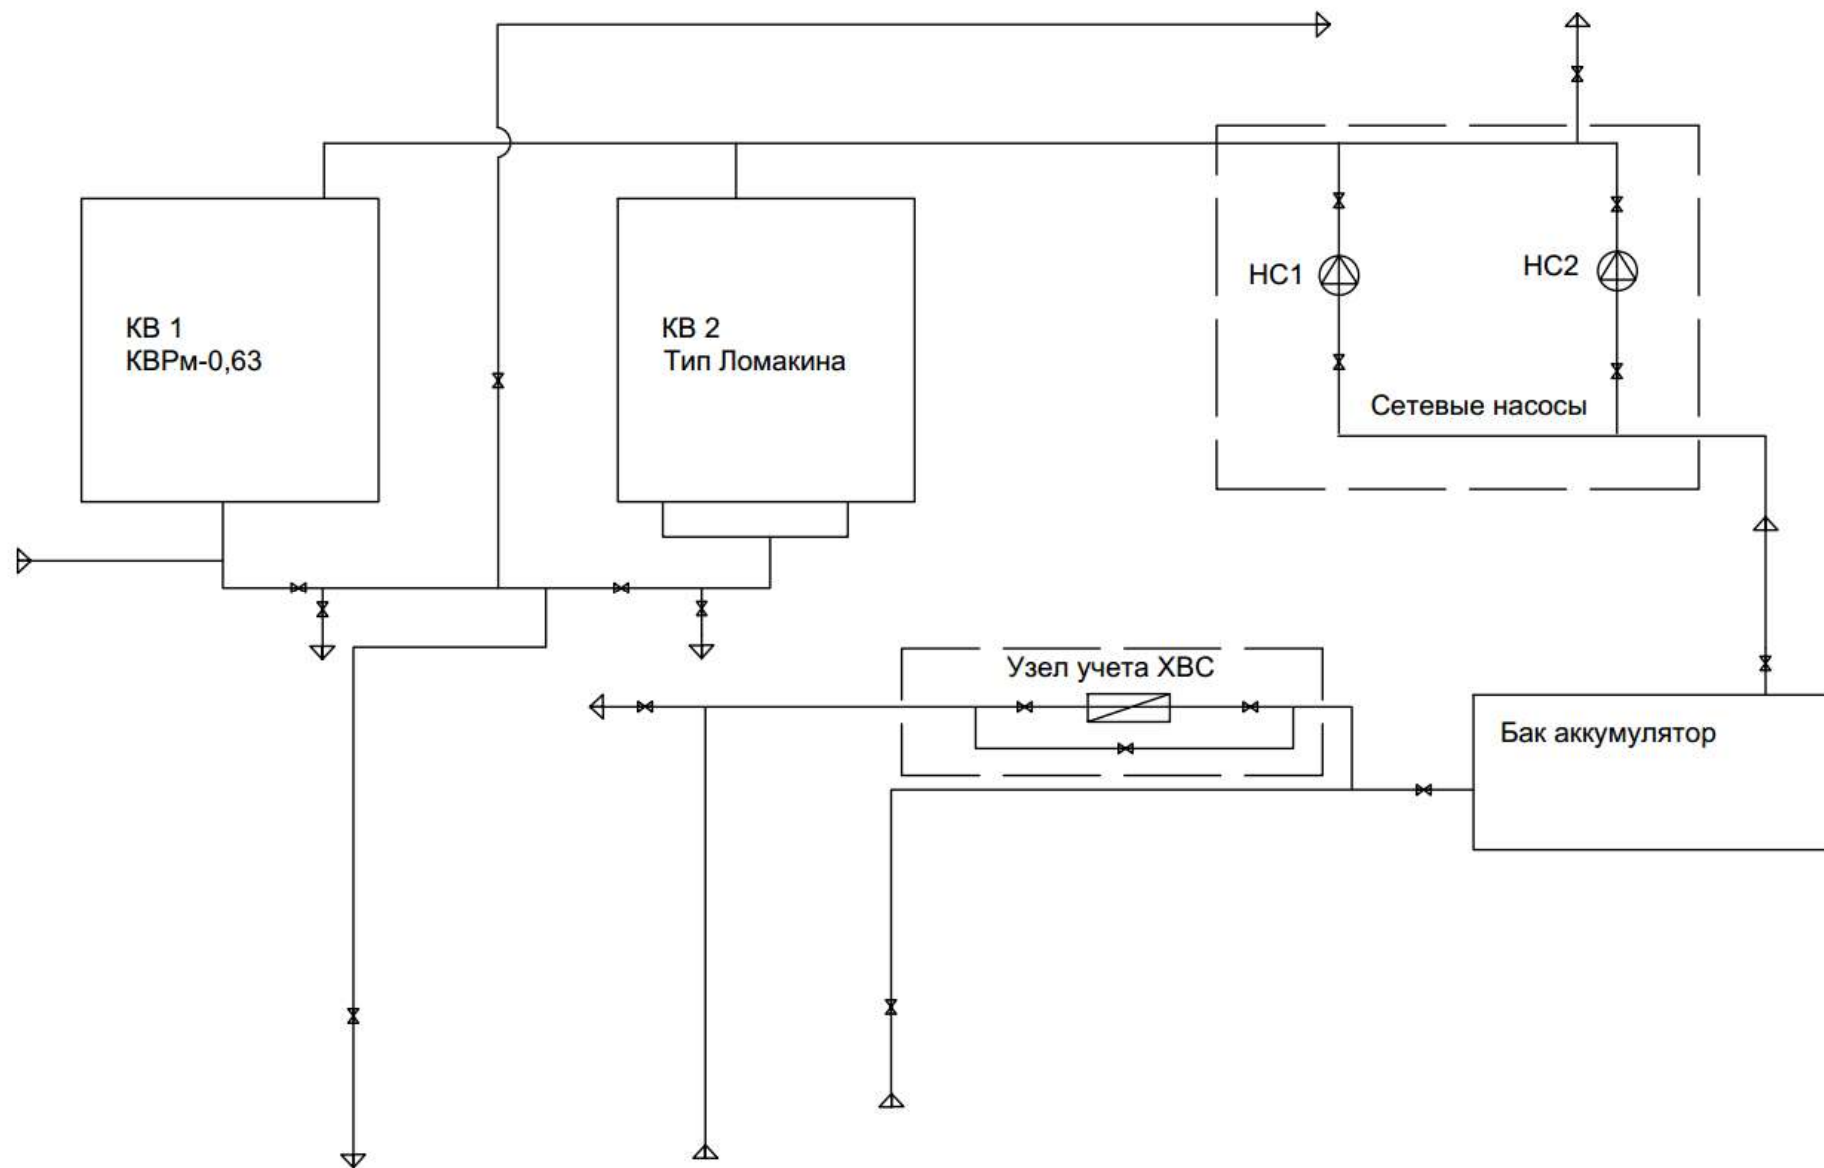 КВ 1
КВРм-0,63
КВ 2
Тип Ломакина
НС1
НС2
Сетевые насосы
Узел учета ХВС
Бак аккумулятор